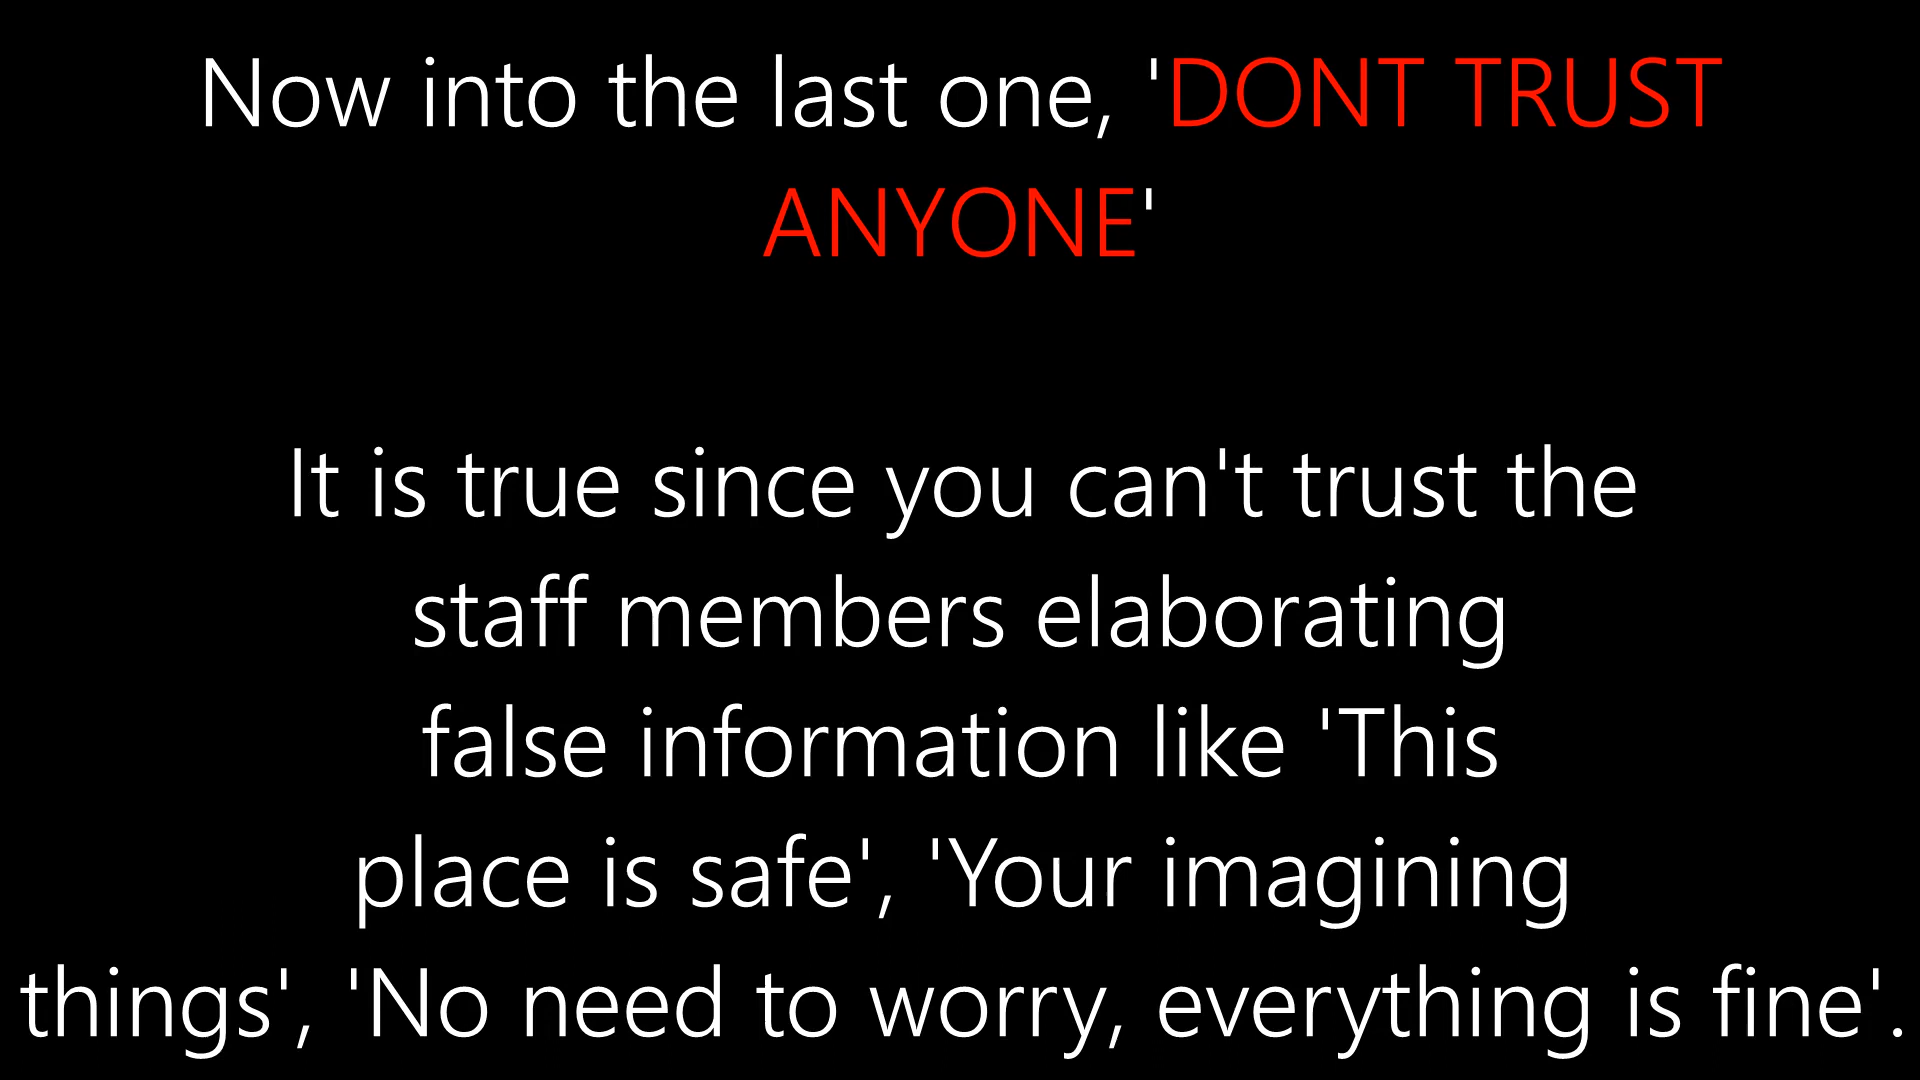 Now into the last one, 'DONT TRUST
ANYONE'
It is true since you can't trust the
staff members elaborating
false information like 'This
place is safe', 'Your imagining
things', 'No need to worry, everything is fine'.